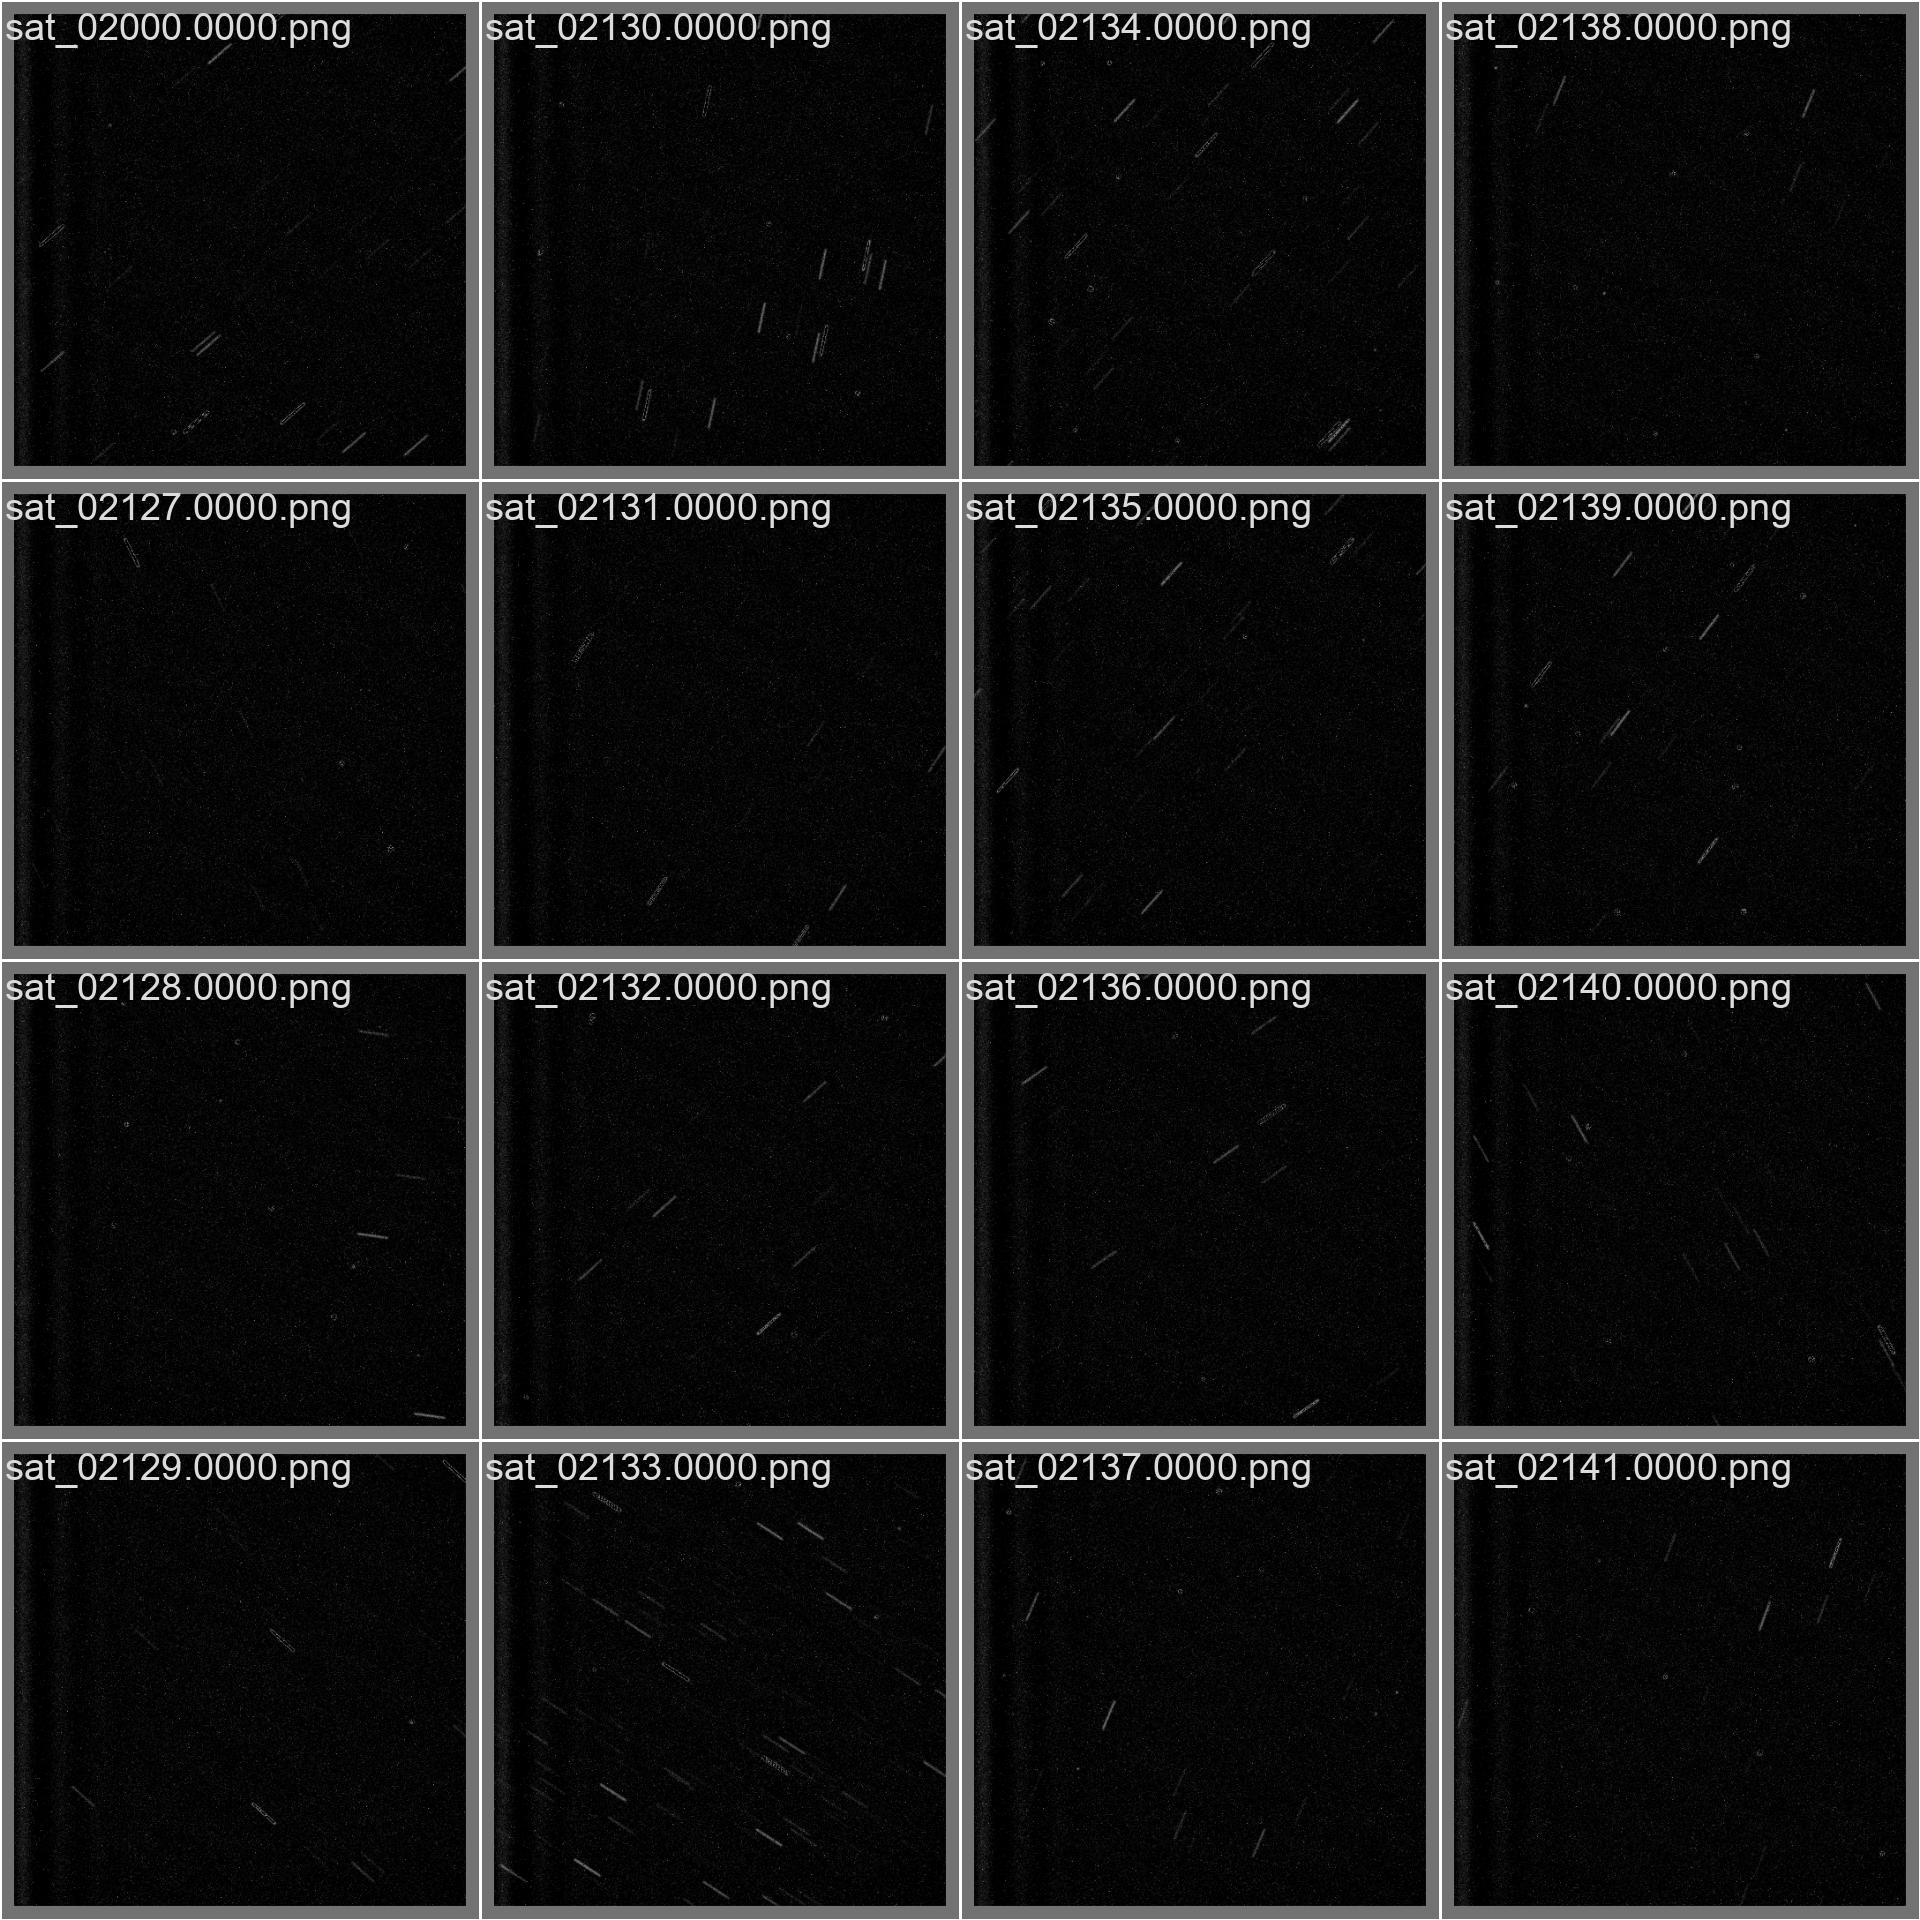 sat_02000.0000.png
sat_02130.0000.png
sat_02134.0000.png
sat_02138.0000.png
sat_02127.0000.png
sat_02131.0000.png
sat_02135.0000.png
sat_02139.0000.png
sat_02128.0000.png
sat_02132.0000.png
sat_02136.0000.png
sat_02140.0000.png
sat_02129.0000.png
sat_02133.0000.png
sat_02137.0000.png
sat_02141.0000.png